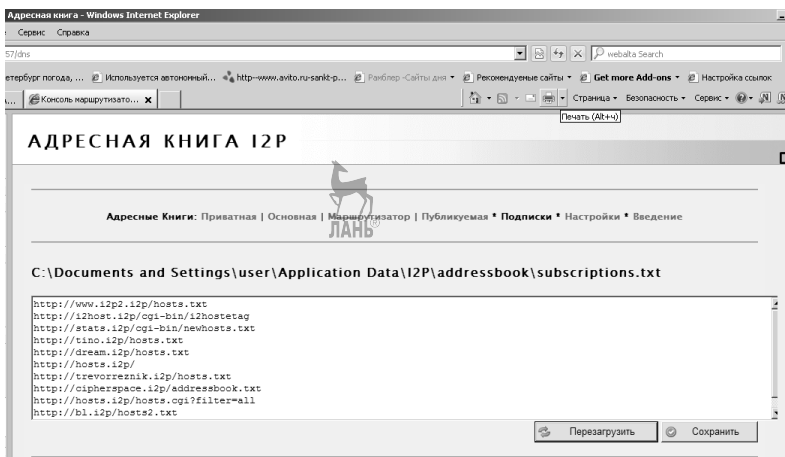 Адресная книга - Windows Internet Explorer
Сервис Справка
57/dns webalta Search
етербург погода, ... Используется автономный... http--www.avito.ru-sankt-p... Рамблер -Сайты дня Рекомендуемые сайты Get more Add-ons Настройка ссылок
... Консоль маршрутизато... X Страница Безопасность Сервис
Печать (Alt+ч)
АДРЕСНАЯ КНИГА I2P
Адресные Книги: Приватная | Основная | Маршрутизатор | Публикуемая * Подписки * Настройки * Введение
ЛАНЬ®
C:\Documents and Settings\user\Application Data\I2P\addressbook\subscriptions.txt
http://www.i2p2.i2p/hosts.txt
http://i2host.i2p/cgi-bin/i2hostetag
http://stats.i2p/cgi-bin/newhosts.txt
http://tino.i2p/hosts.txt
http://dream.i2p/hosts.txt
http://hosts.i2p/
http://trevorreznik.i2p/hosts.txt
http://cipherspace.i2p/addressbook.txt
http://hosts.i2p/hosts.cgi?filter=all
http://bl.i2p/hosts2.txt
Перезагрузить Сохранить